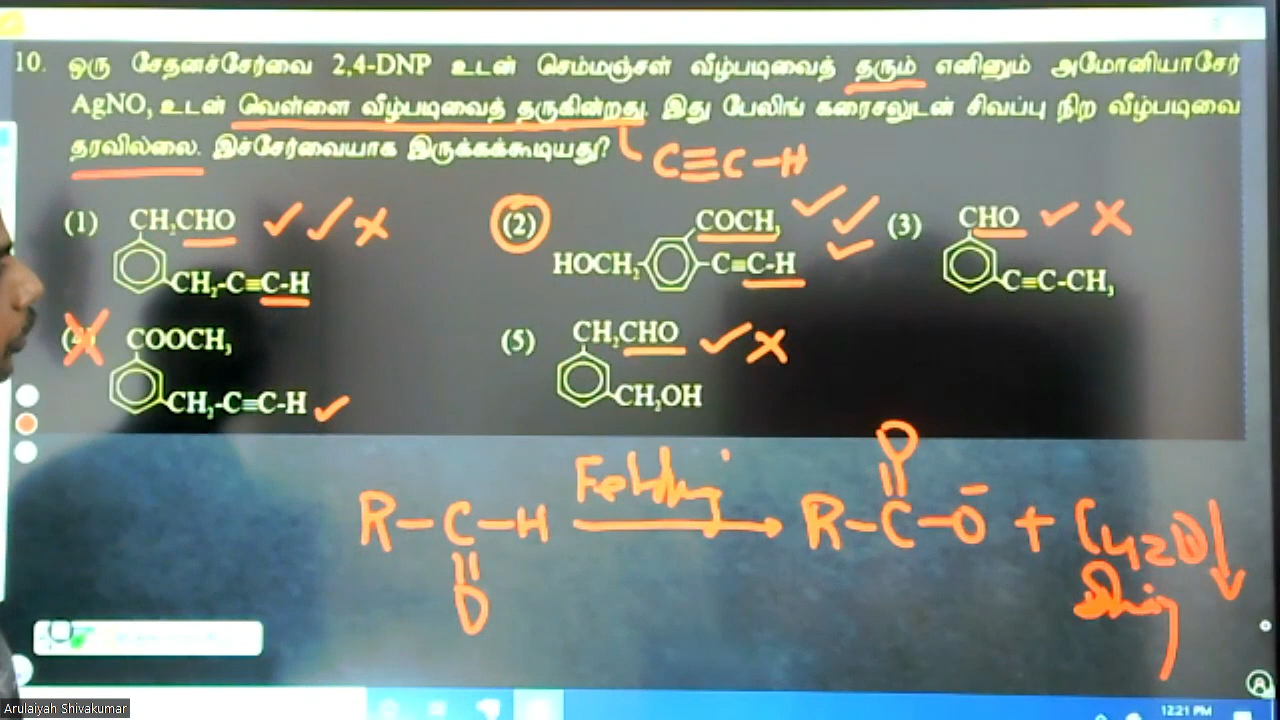 10. ஒரு சேதனச்சேர்வை 2,4-DNP உடன் செம்மஞ்சள் வீழ்படிவைத் தரும் எனினும் அமோனியாசேர்
AgNO₃ உடன் வெள்ளை வீழ்படிவைத் தருகின்றது. இது பேலிங் கரைசலுடன் சிவப்பு நிற வீழ்படிவை
தரவில்லை. இச்சேர்வையாக இருக்கக்கூடியது?
C≡C-H
(1) CH₂CHO
CH₂-C≡C-H
(2) COCH₃
HOCH₂ C≡C-H
(3) CHO
C≡C-CH₃
(4) COOCH₃
CH₂-C≡C-H
(5) CH₂CHO
CH₂OH
R-C-H
O
Fehling
O
R-C-O⁻ + Cu₂O↓
Arulaiyah Shivakumar
12:21 PM